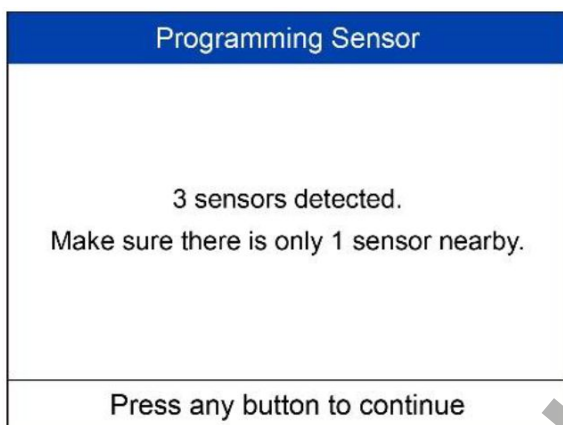 Programming Sensor
3 sensors detected.
Make sure there is only 1 sensor nearby.
Press any button to continue